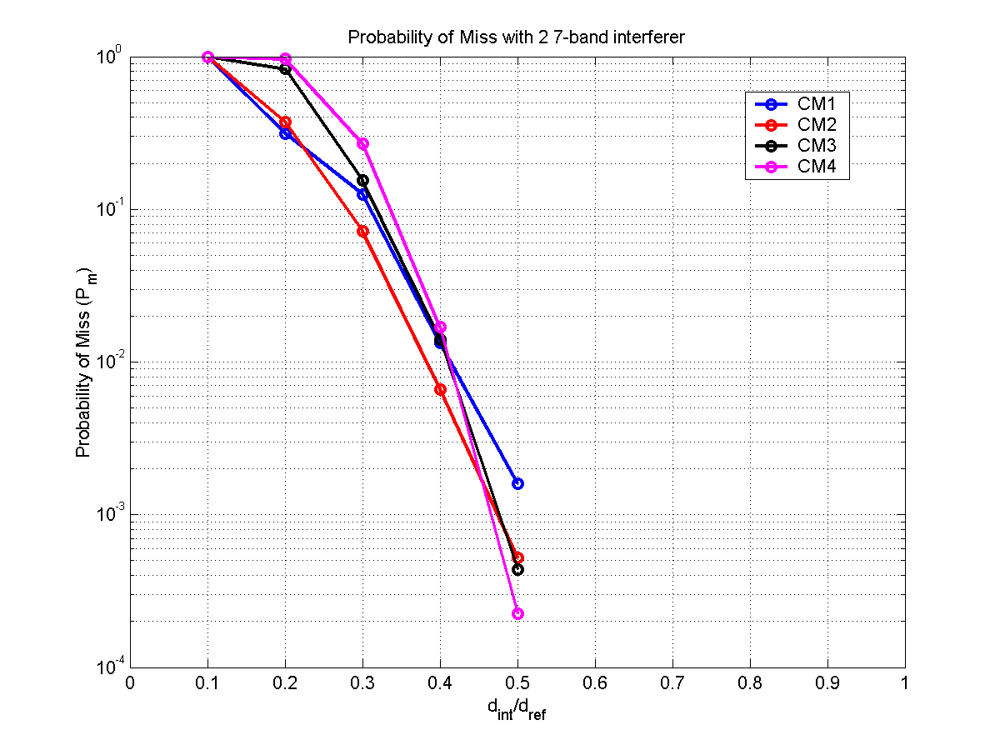 Probability of Miss with 2 7-band interferer
10^0
10^-1
10^-2
10^-3
10^-4
Probability of Miss (P_m)
CM1
CM2
CM3
CM4
0 0.1 0.2 0.3 0.4 0.5 0.6 0.7 0.8 0.9 1
d_int/d_ref